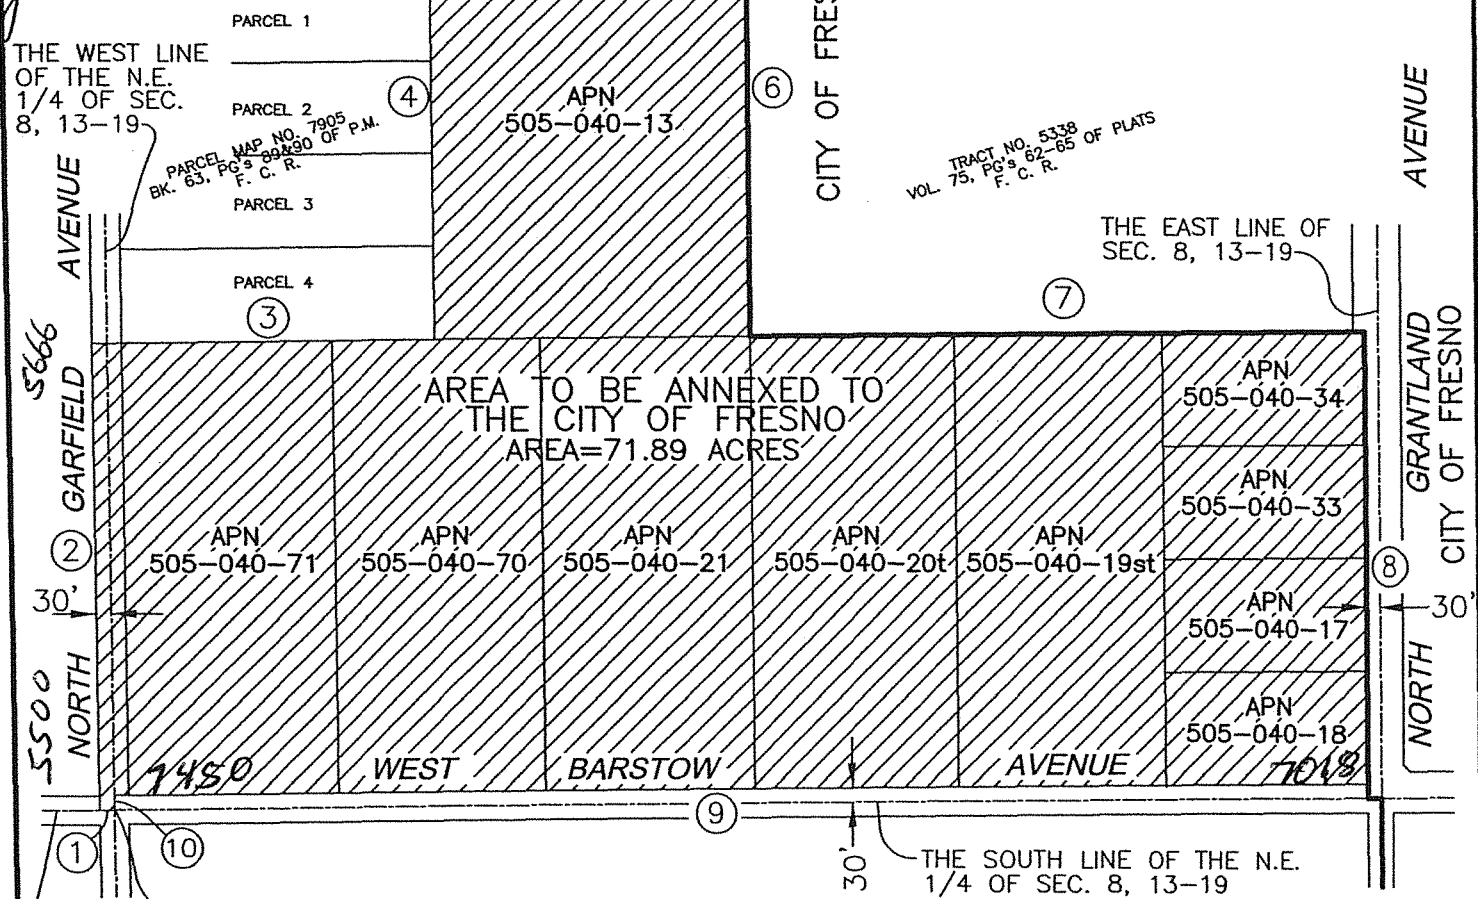 PARCEL 1
THE WEST LINE
OF THE N.E.
1/4 OF SEC.
8, 13-19
PARCEL 2
PARCEL MAP NO. 7905
BK. 63, PG's 89&90 OF P.M.
F. C. R.
PARCEL 3
PARCEL 4
4
APN
505-040-13
6
CITY OF FRES
TRACT NO. 5338
VOL. 75, PG's 62-65 OF PLATS
F. C. R.
AVENUE
THE EAST LINE OF
SEC. 8, 13-19
7
3
AVENUE
5666
GARFIELD
2
30'
5500
NORTH
AREA TO BE ANNEXED TO
THE CITY OF FRESNO
AREA=71.89 ACRES
APN
505-040-71
APN
505-040-70
APN
505-040-21
APN
505-040-20t
APN
505-040-19st
APN
505-040-34
APN
505-040-33
APN
505-040-17
APN
505-040-18
GRANTLAND
CITY OF FRESNO
8
30'
NORTH
7450
WEST BARSTOW AVENUE
7018
1
10
9
30'
THE SOUTH LINE OF THE N.E.
1/4 OF SEC. 8, 13-19